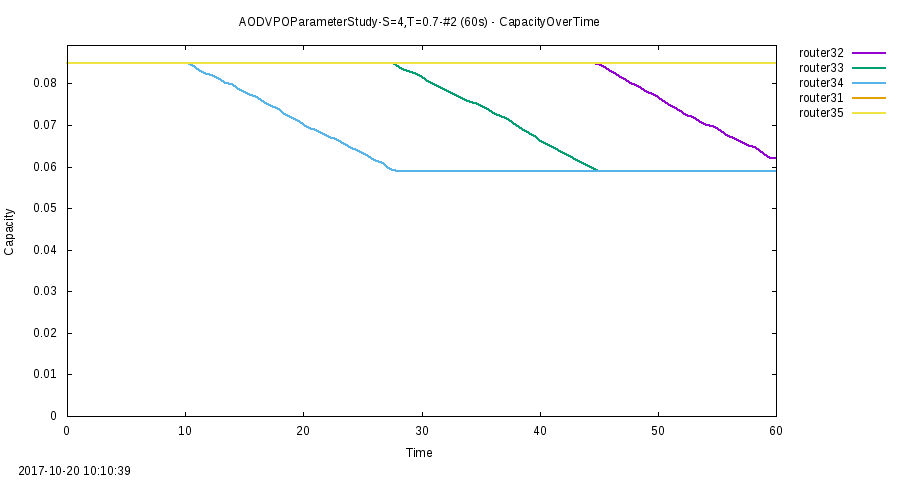 AODVPOParameterStudy-S=4,T=0.7-#2 (60s) - CapacityOverTime
router32
router33
router34
router31
router35
0.08
0.07
0.06
0.05
0.04
0.03
0.02
0.01
0
Capacity
0 10 20 30 40 50 60
Time
2017-10-20 10:10:39